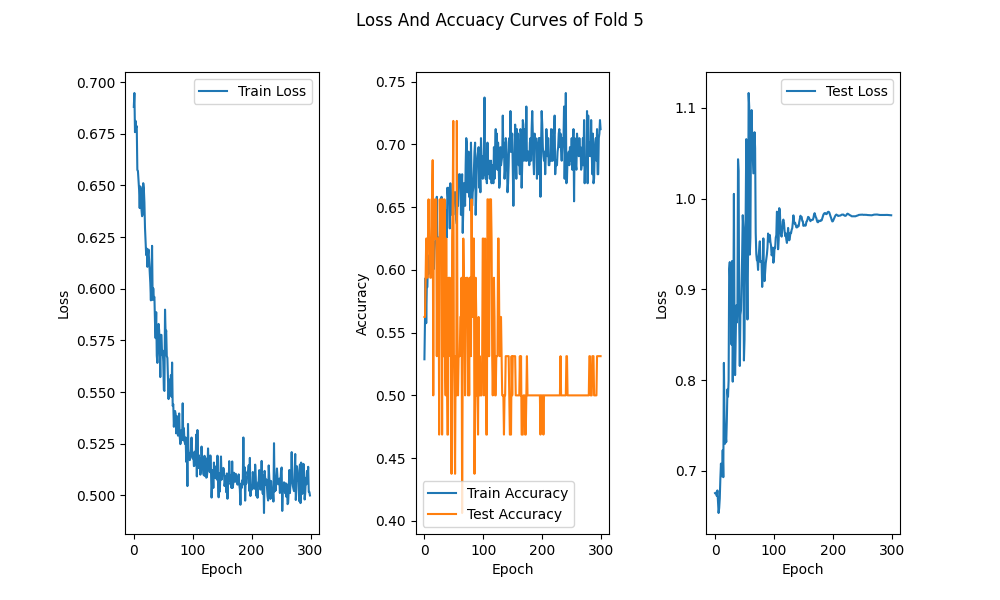 Loss And Accuacy Curves of Fold 5
0.700
0.675
0.650
0.625
0.600
0.575
0.550
0.525
0.500
Loss
Train Loss
0 100 200 300
Epoch
0.75
0.70
0.65
0.60
0.55
0.50
0.45
0.40
Accuracy
Train Accuracy
Test Accuracy
0 100 200 300
Epoch
1.1
1.0
0.9
0.8
0.7
Loss
Test Loss
0 100 200 300
Epoch